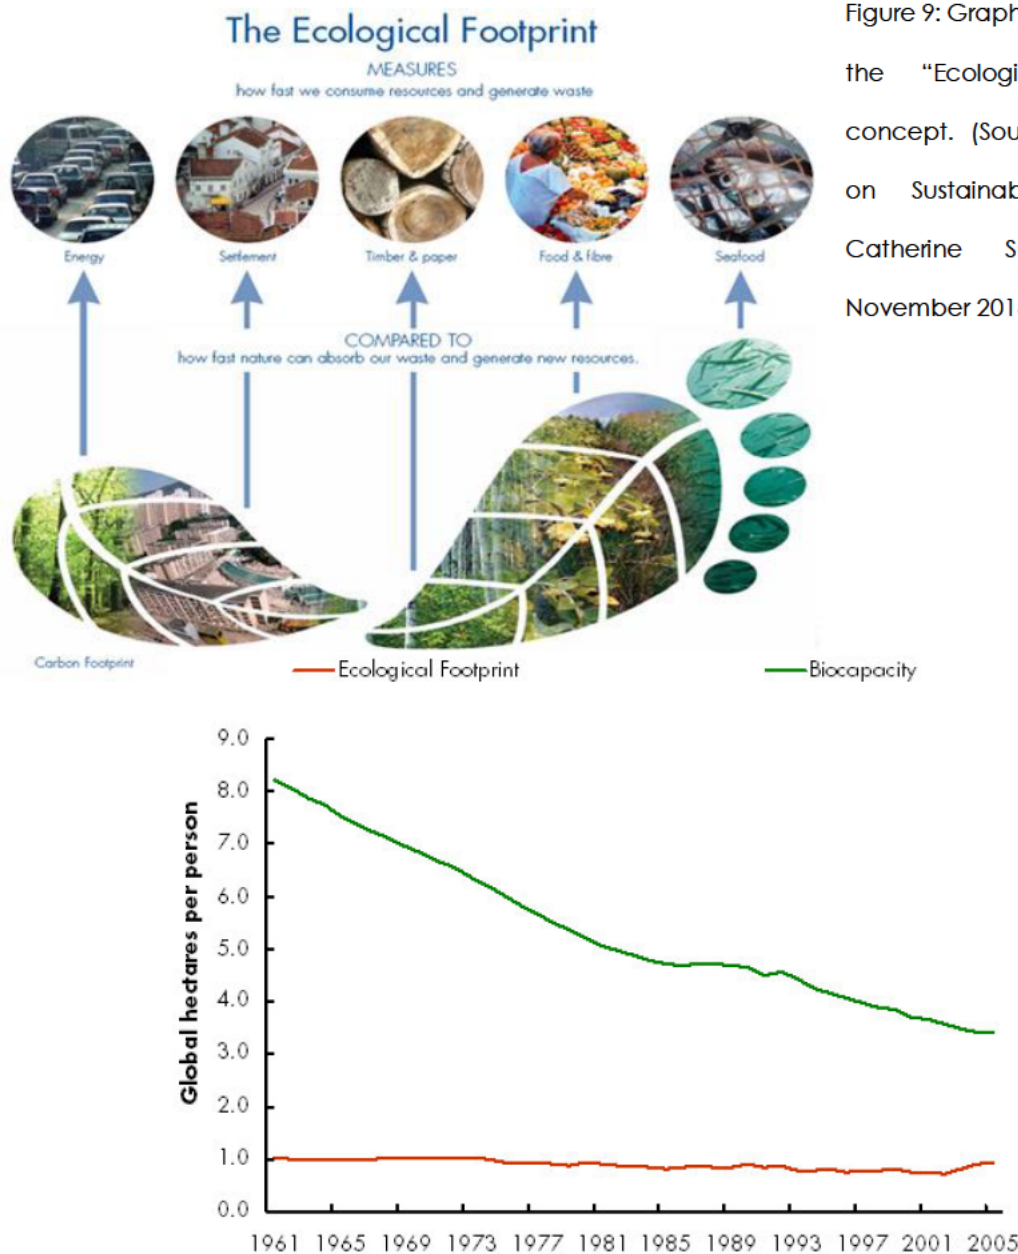 The Ecological Footprint
MEASURES
how fast we consume resources and generate waste
Energy
Settlement
Timber & paper
Food & fibre
Seafood
COMPARED TO
how fast nature can absorb our waste and generate new resources.
Carbon Footprint
Figure 9: Graph
the "Ecologi
concept. (Sou
on Sustainab
Catherine S
November 201
Ecological Footprint
Biocapacity
Global hectares per person
9.0
8.0
7.0
6.0
5.0
4.0
3.0
2.0
1.0
0.0
1961 1965 1969 1973 1977 1981 1985 1989 1993 1997 2001 2005